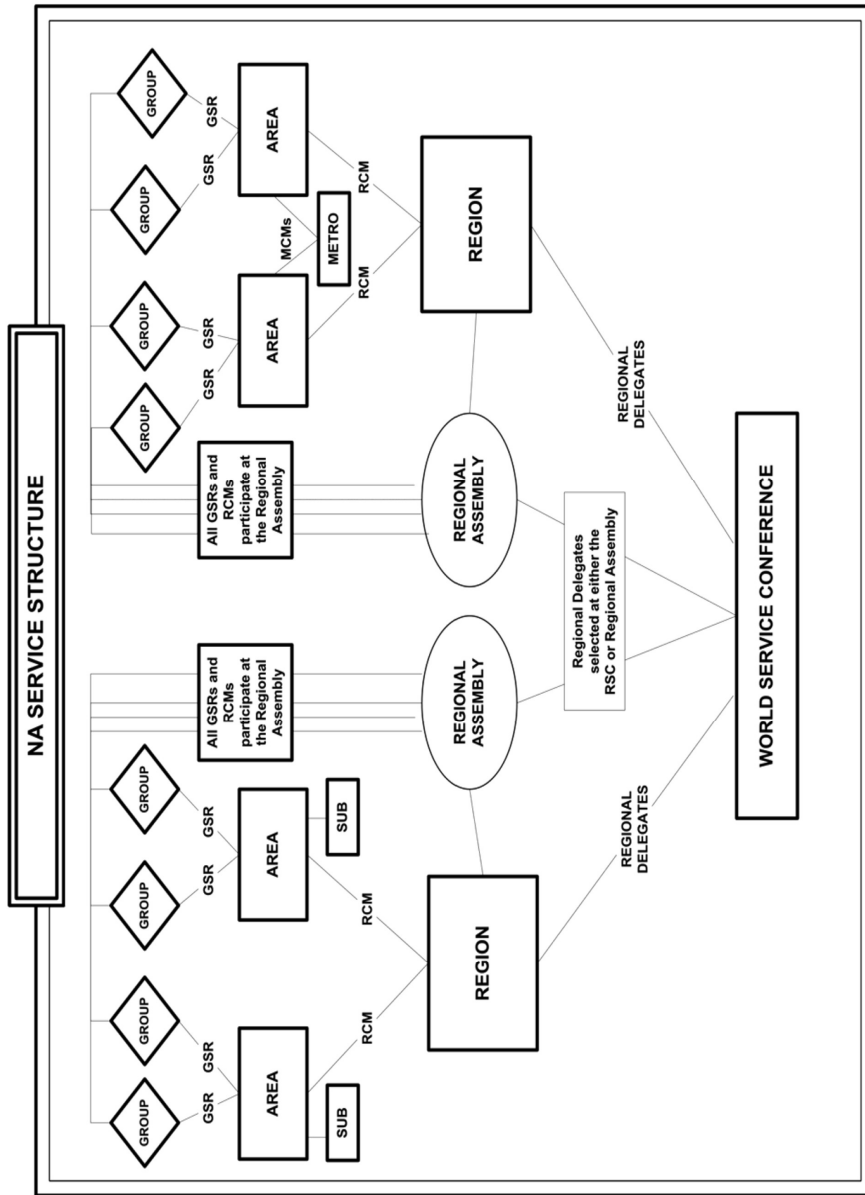 NA SERVICE STRUCTURE
GROUP
GROUP
GROUP
GROUP
GROUP
GROUP
GROUP
GROUP
GSR
GSR
GSR
GSR
GSR
GSR
GSR
GSR
All GSRs and
RCMs
participate at
the Regional
Assembly
All GSRs and
RCMs
participate at
the Regional
Assembly
AREA
AREA
AREA
AREA
MCMs
SUB
SUB
METRO
RCM
RCM
RCM
RCM
REGION
REGIONAL
ASSEMBLY
REGIONAL
ASSEMBLY
REGION
Regional Delegates
selected at either the
RSC or Regional Assembly
REGIONAL
DELEGATES
REGIONAL
DELEGATES
WORLD SERVICE CONFERENCE